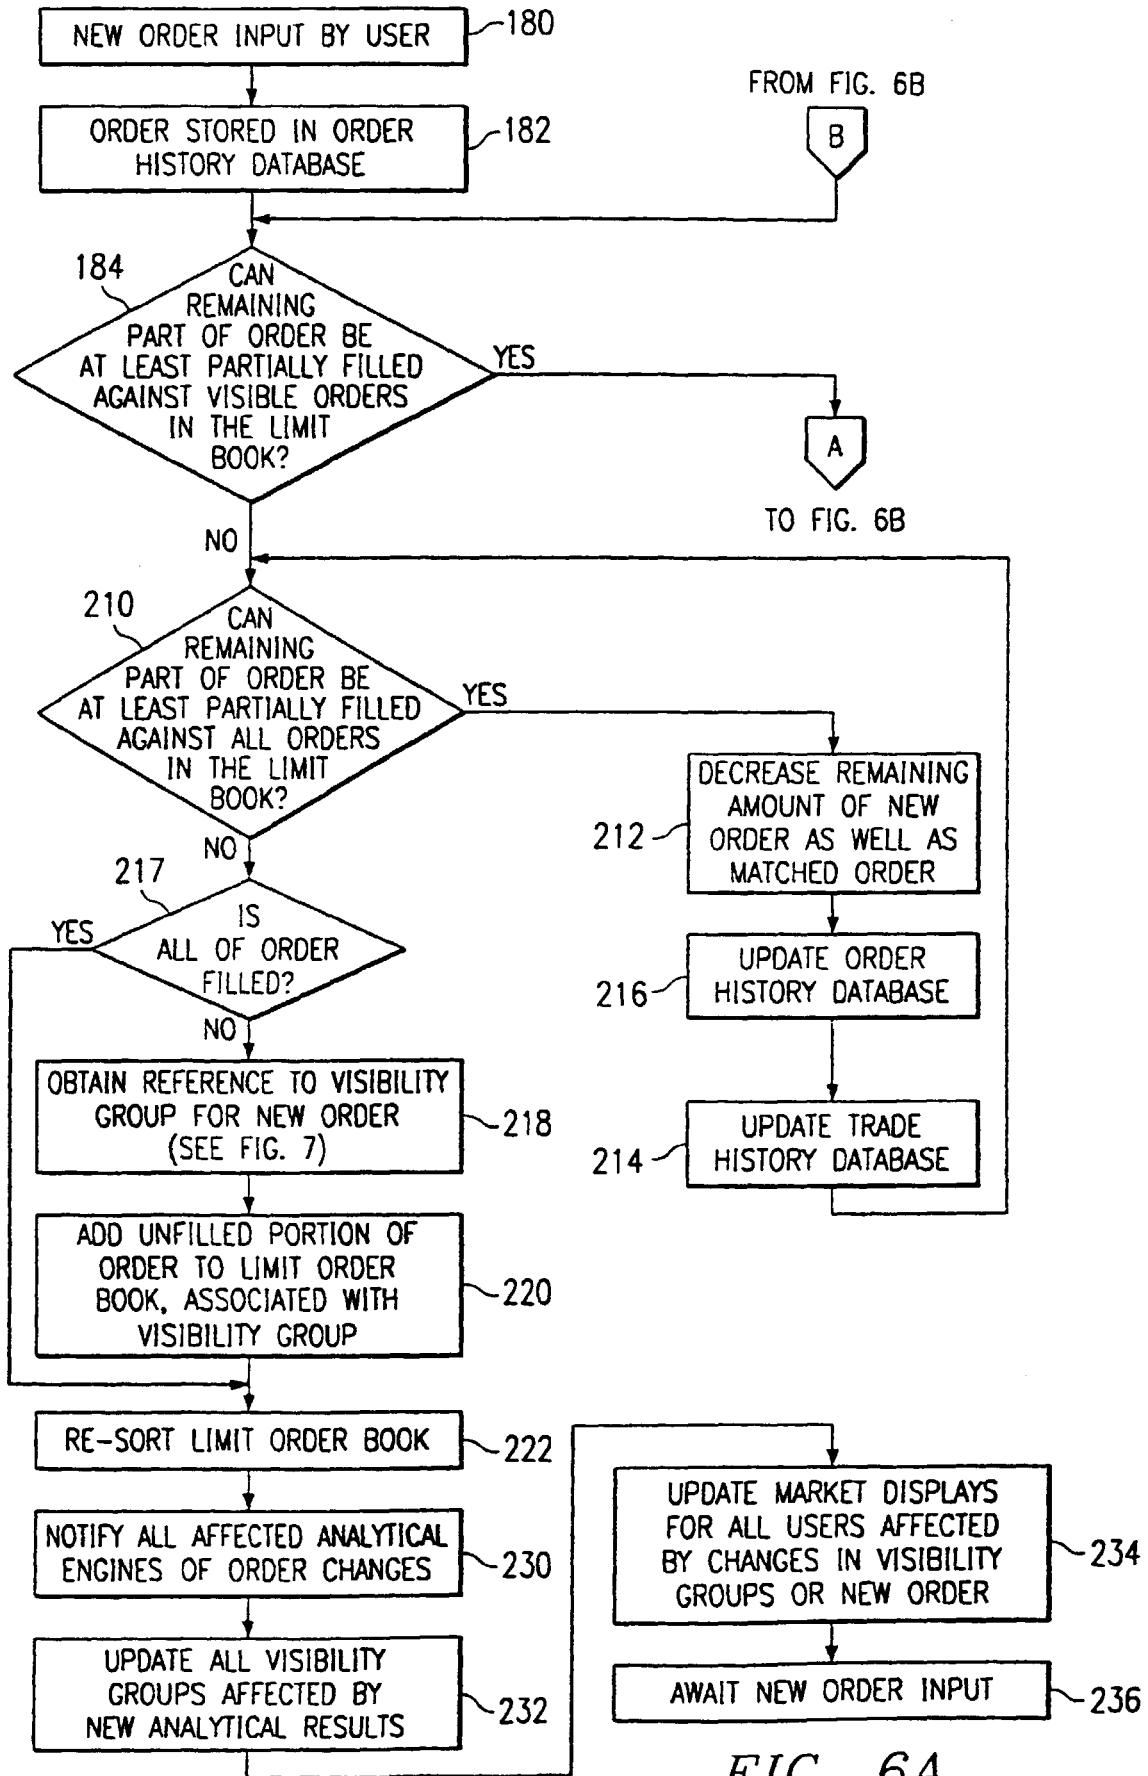 NEW ORDER INPUT BY USER
180
ORDER STORED IN ORDER
HISTORY DATABASE
182
FROM FIG. 6B
B
184
CAN
REMAINING
PART OF ORDER BE
AT LEAST PARTIALLY FILLED
AGAINST VISIBLE ORDERS
IN THE LIMIT
BOOK?
YES
A
TO FIG. 6B
NO
210
CAN
REMAINING
PART OF ORDER BE
AT LEAST PARTIALLY FILLED
AGAINST ALL ORDERS
IN THE LIMIT
BOOK?
YES
DECREASE REMAINING
AMOUNT OF NEW
ORDER AS WELL AS
MATCHED ORDER
212
UPDATE ORDER
HISTORY DATABASE
216
UPDATE TRADE
HISTORY DATABASE
214
NO
217
IS
ALL OF ORDER
FILLED?
YES
NO
OBTAIN REFERENCE TO VISIBILITY
GROUP FOR NEW ORDER
(SEE FIG. 7)
218
ADD UNFILLED PORTION OF
ORDER TO LIMIT ORDER
BOOK, ASSOCIATED WITH
VISIBILITY GROUP
220
RE-SORT LIMIT ORDER BOOK
222
NOTIFY ALL AFFECTED ANALYTICAL
ENGINES OF ORDER CHANGES
230
UPDATE ALL VISIBILITY
GROUPS AFFECTED BY
NEW ANALYTICAL RESULTS
232
UPDATE MARKET DISPLAYS
FOR ALL USERS AFFECTED
BY CHANGES IN VISIBILITY
GROUPS OR NEW ORDER
234
AWAIT NEW ORDER INPUT
236
FIG. 6A